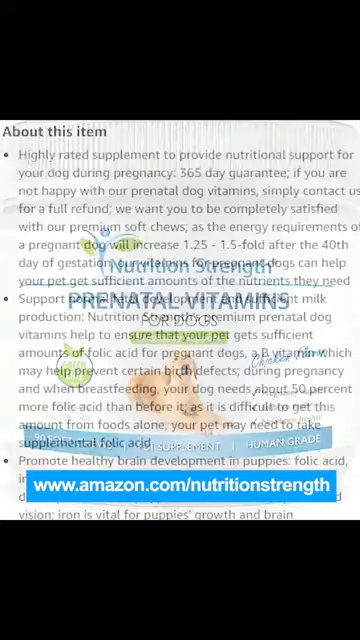 About this item
Highly rated supplement to provide nutritional support for
your dog during pregnancy: 365 day guarantee; if you are
not happy with our prenatal dog vitamins, simply contact us
for a full refund; we want you to be completely satisfied
with our premium soft chews; as the energy requirements of
a pregnant dog will increase 1.25 - 1.5-fold after the 40th
day of gestation, our vitamins for pregnant dogs can help
your pet get sufficient amounts of the nutrients they need
Nutrition Strength
PRENATAL VITAMINS
FOR DOGS
Support normal fetal development and sufficient milk
production: Nutrition Strength's premium prenatal dog
vitamins help to ensure that your pet gets sufficient
amounts of folic acid for pregnant dogs, a B vitamin which
may help prevent certain birth defects; during pregnancy
and when breastfeeding, your dog needs about 50 percent
more folic acid than before it, as it is difficult to get this
amount from foods alone, your pet may need to take
supplemental folic acid
Chicken Flavor
SUPPLEMENT
HUMAN GRADE
Promote healthy brain development in puppies: folic acid,
www.amazon.com/nutritionstrength
vision; iron is vital for puppies' growth and brain